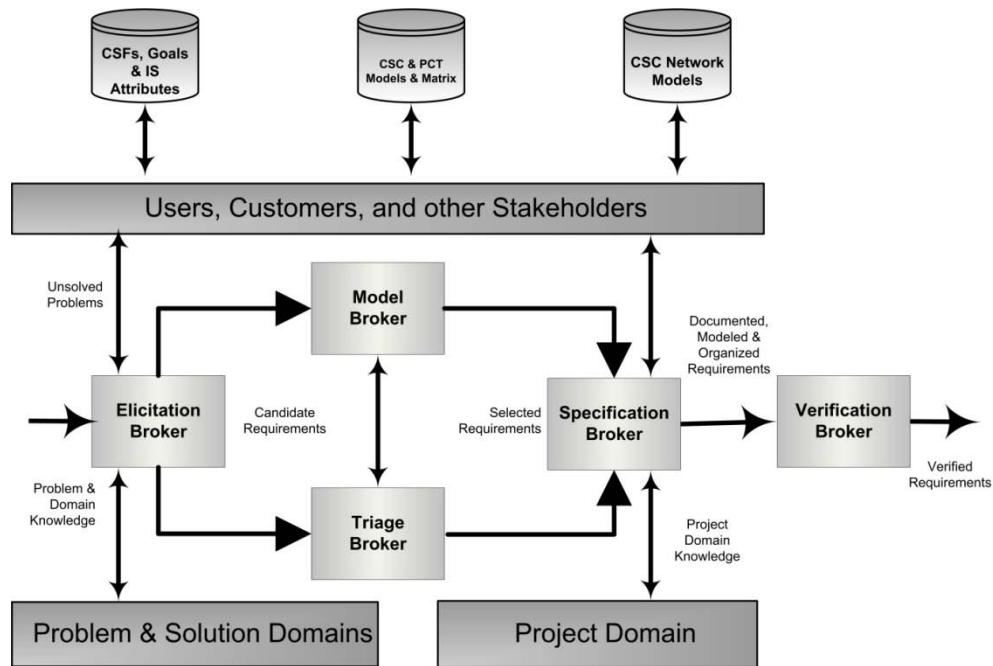 CSFs, Goals
& IS
Attributes
CSC & PCT
Models & Matrix
CSC Network
Models
Users, Customers, and other Stakeholders
Unsolved
Problems
Model
Broker
Documented,
Modeled &
Organized
Requirements
Elicitation
Broker
Candidate
Requirements
Selected
Requirements
Specification
Broker
Verification
Broker
Verified
Requirements
Problem &
Domain
Knowledge
Triage
Broker
Project
Domain
Knowledge
Problem & Solution Domains
Project Domain